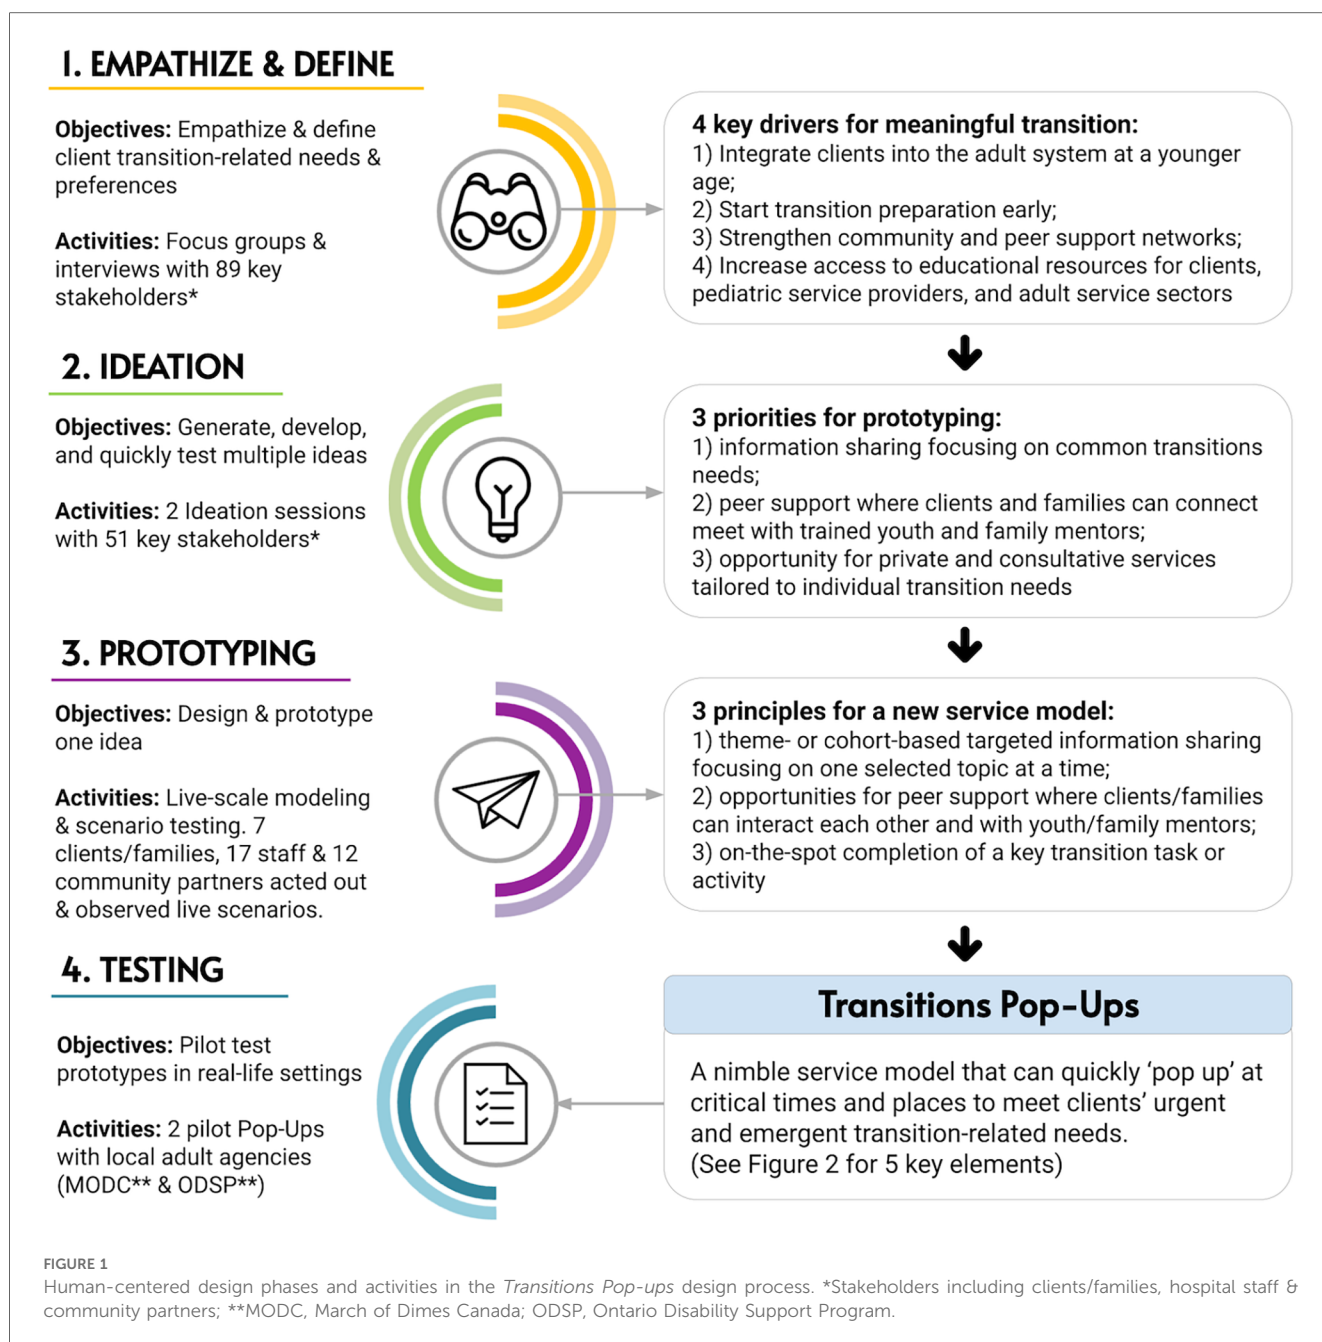 1. EMPATHIZE & DEFINE
Objectives: Empathize & define
client transition-related needs &
preferences
Activities: Focus groups &
interviews with 89 key
stakeholders*
4 key drivers for meaningful transition:
1) Integrate clients into the adult system at a younger
age;
2) Start transition preparation early;
3) Strengthen community and peer support networks;
4) Increase access to educational resources for clients,
pediatric service providers, and adult service sectors
2. IDEATION
Objectives: Generate, develop,
and quickly test multiple ideas
Activities: 2 Ideation sessions
with 51 key stakeholders*
3 priorities for prototyping:
1) information sharing focusing on common transitions
needs;
2) peer support where clients and families can connect
meet with trained youth and family mentors;
3) opportunity for private and consultative services
tailored to individual transition needs
3. PROTOTYPING
Objectives: Design & prototype
one idea
Activities: Live-scale modeling
& scenario testing. 7
clients/families, 17 staff & 12
community partners acted out
& observed live scenarios.
3 principles for a new service model:
1) theme- or cohort-based targeted information sharing
focusing on one selected topic at a time;
2) opportunities for peer support where clients/families
can interact each other and with youth/family mentors;
3) on-the-spot completion of a key transition task or
activity
4. TESTING
Objectives: Pilot test
prototypes in real-life settings
Activities: 2 pilot Pop-Ups
with local adult agencies
(MODC** & ODSP**)
Transitions Pop-Ups
A nimble service model that can quickly ‘pop up’ at
critical times and places to meet clients’ urgent
and emergent transition-related needs.
(See Figure 2 for 5 key elements)
FIGURE 1
Human-centered design phases and activities in the Transitions Pop-ups design process. *Stakeholders including clients/families, hospital staff &
community partners; **MODC, March of Dimes Canada; ODSP, Ontario Disability Support Program.